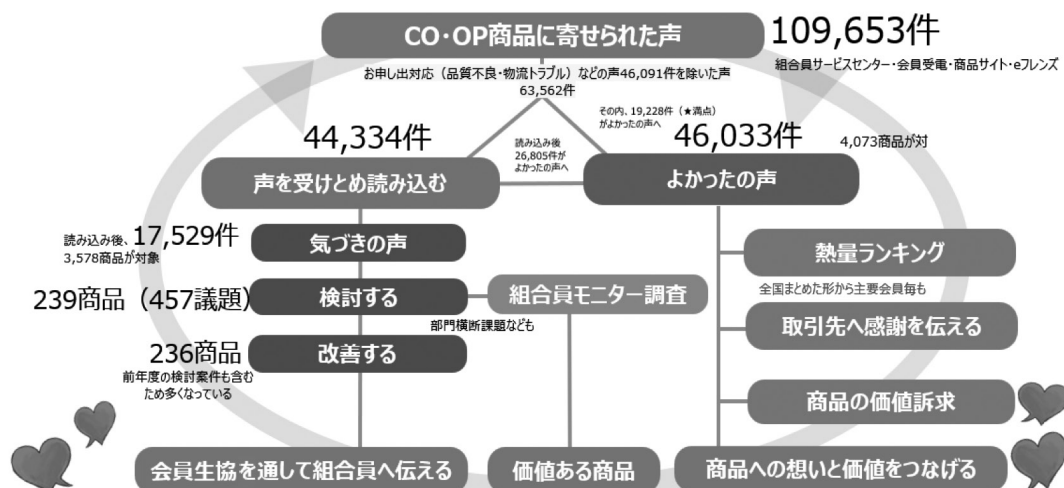 CO・OP商品に寄せられた声
109,653件
組合員サービスセンター・会員受電・商品サイト・eフレンズ
お申し出対応（品質不良・物流トラブル）などの声46,091件を除いた声
63,562件
その内、19,228件（★満点）
がよかったの声へ
44,334件
読み込み後
26,805件が
よかったの声へ
46,033件
4,073商品が対
声を受けとめ読み込む
よかったの声
読み込み後、17,529件
3,578商品が対象
気づきの声
熱量ランキング
全国まとめた形から主要会員毎も
239商品（457議題）
検討する
組合員モニター調査
部門横断課題なども
取引先へ感謝を伝える
236商品
前年度の検討案件も含む
ため多くなっている
改善する
商品の価値訴求
会員生協を通して組合員へ伝える
価値ある商品
商品への想いと価値をつなげる